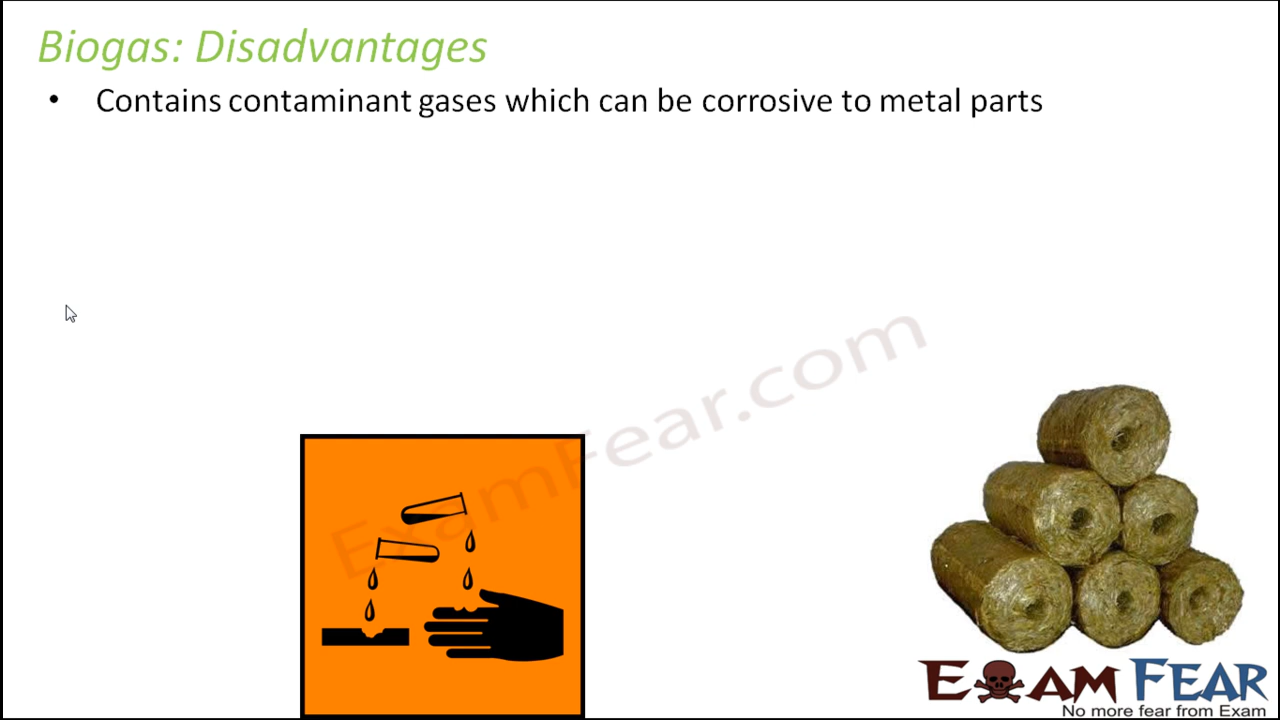 Biogas: Disadvantages
• Contains contaminant gases which can be corrosive to metal parts
ExamFear.com
EXAM FEAR
No more fear from Exam